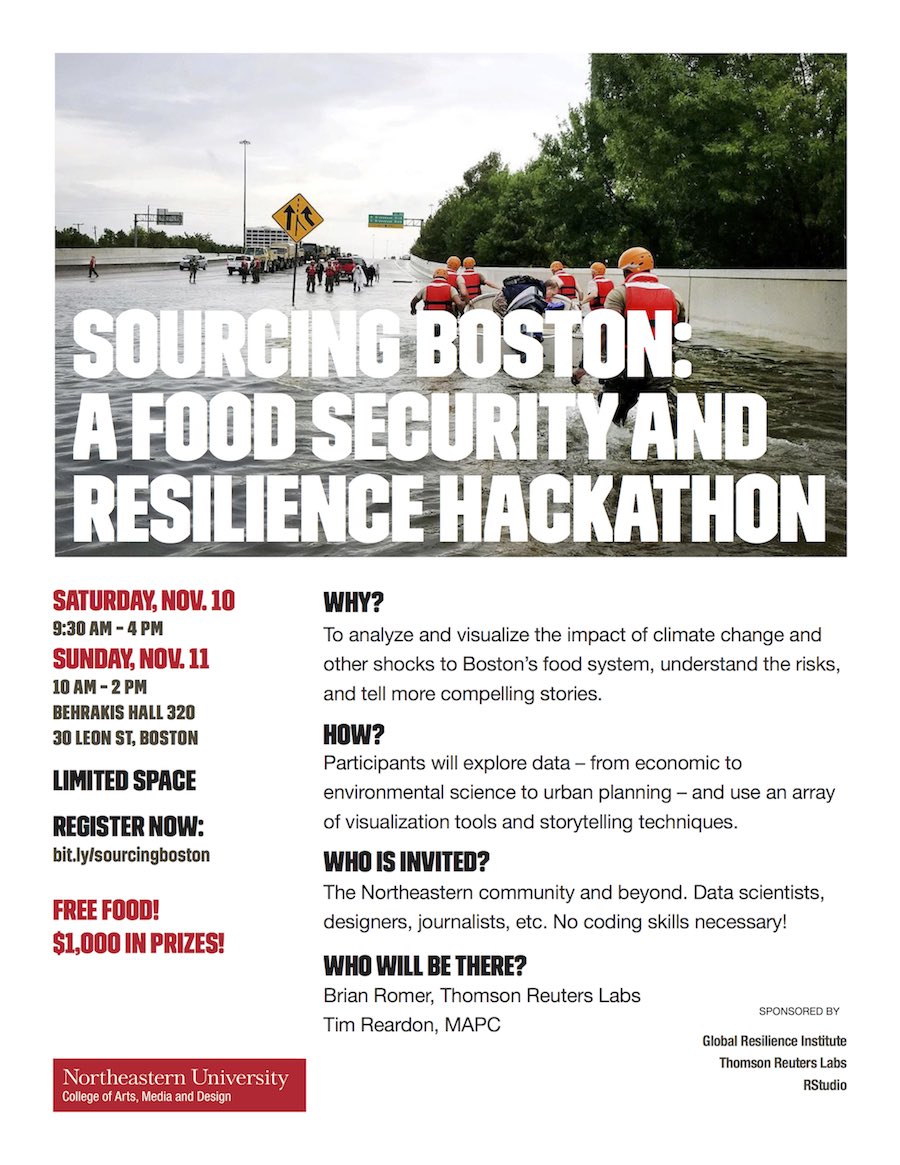 SOURCING BOSTON:
A FOOD SECURITY AND
RESILIENCE HACKATHON
SATURDAY, NOV. 10
9:30 AM – 4 PM
SUNDAY, NOV. 11
10 AM – 2 PM
BEHRAKIS HALL 320
30 LEON ST, BOSTON
LIMITED SPACE
REGISTER NOW:
bit.ly/sourcingboston
FREE FOOD!
$1,000 IN PRIZES!
WHY?
To analyze and visualize the impact of climate change and
other shocks to Boston’s food system, understand the risks,
and tell more compelling stories.
HOW?
Participants will explore data – from economic to
environmental science to urban planning – and use an array
of visualization tools and storytelling techniques.
WHO IS INVITED?
The Northeastern community and beyond. Data scientists,
designers, journalists, etc. No coding skills necessary!
WHO WILL BE THERE?
Brian Romer, Thomson Reuters Labs
Tim Reardon, MAPC
SPONSORED BY
Global Resilience Institute
Thomson Reuters Labs
RStudio
Northeastern University
College of Arts, Media and Design